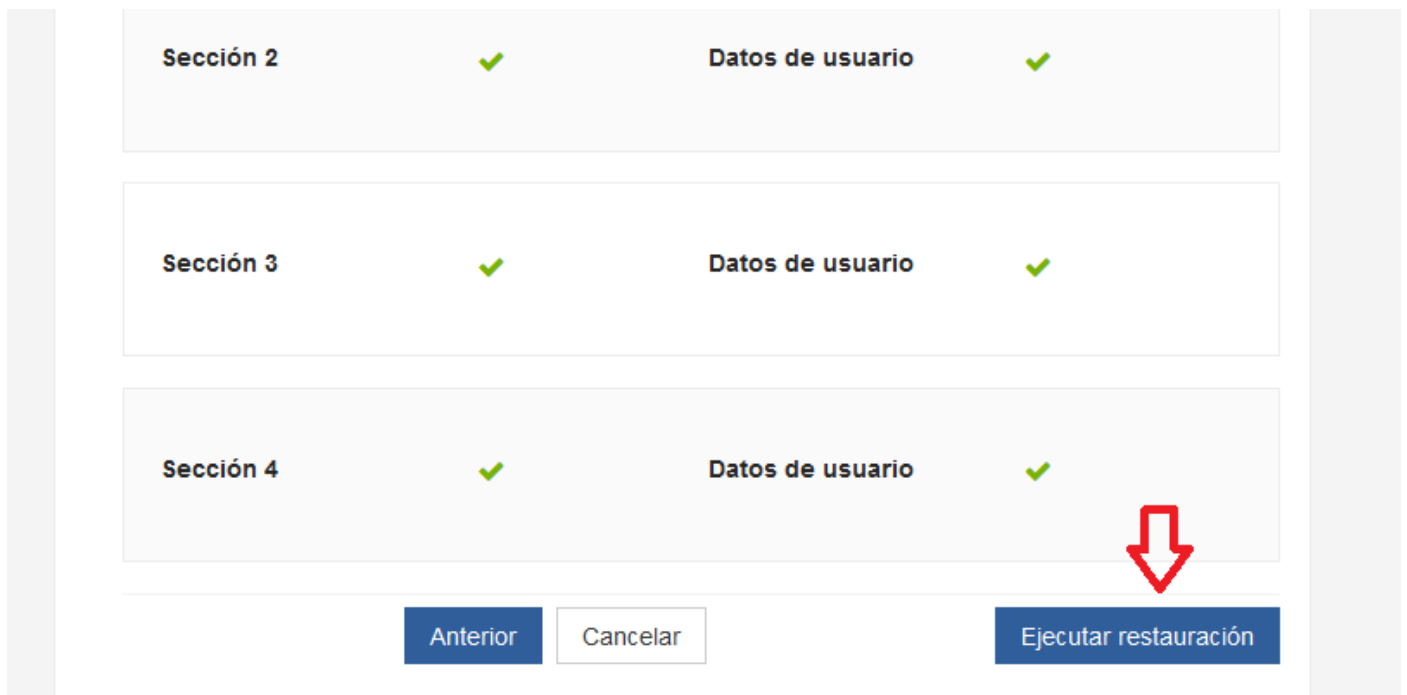 Sección 2 Datos de usuario
Sección 3 Datos de usuario
Sección 4 Datos de usuario
Anterior Cancelar Ejecutar restauración